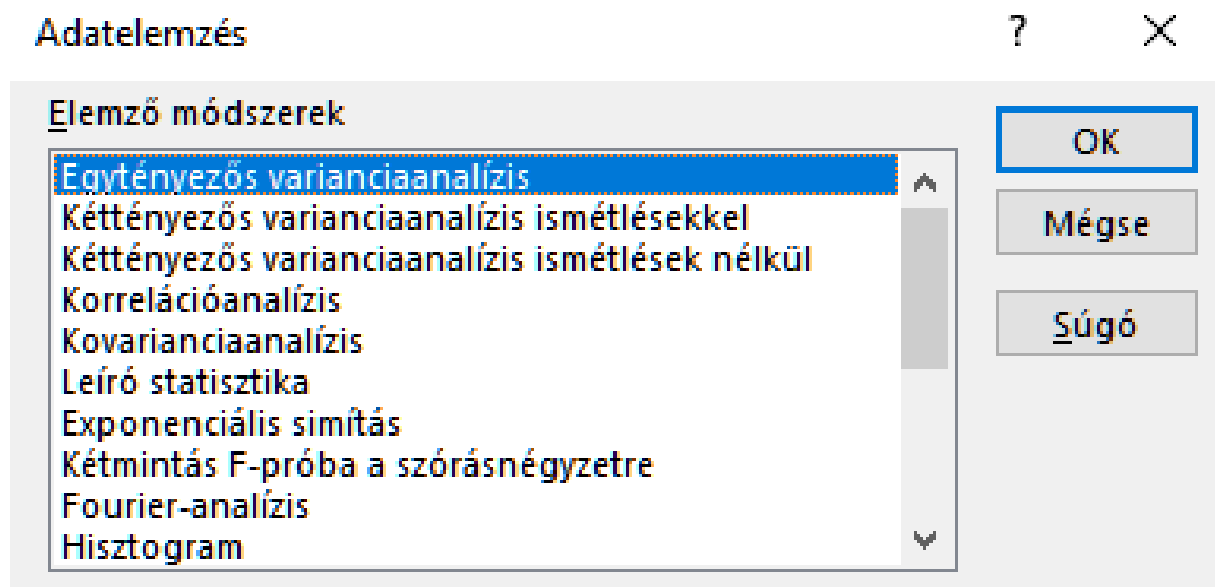 Adatelemzés
?
Elemző módszerek
Egytényezős varianciaanalízis
Kéttényezős varianciaanalízis ismétlésekkel
Kéttényezős varianciaanalízis ismétlések nélkül
Korrelációanalízis
Kovarianciaanalízis
Leíró statisztika
Exponenciális simítás
Kétmintás F-próba a szórásnégyzetre
Fourier-analízis
Hisztogram
OK
Mégse
Súgó